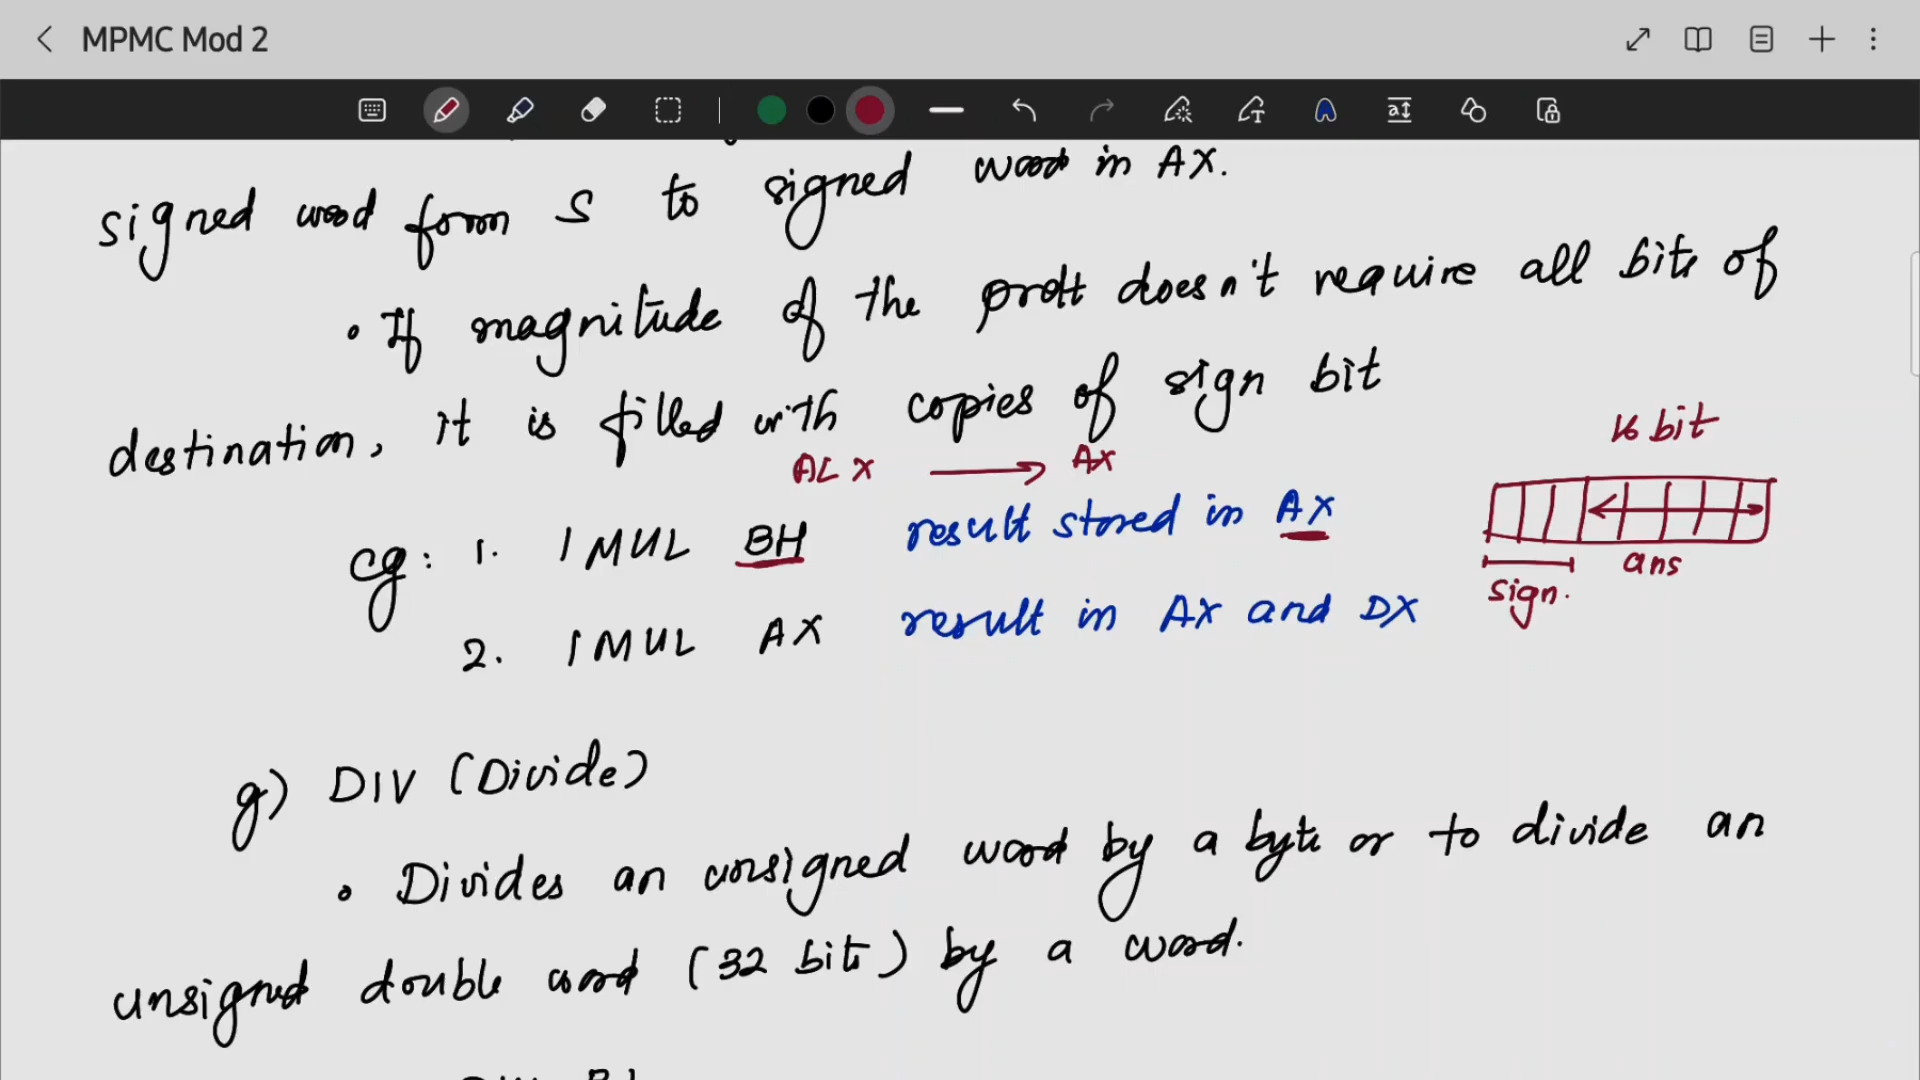 MPMC Mod 2
signed word from S to signed word in AX.
• If magnitude of the prdt doesn't require all bits of
destination, it is filled with copies of sign bit
AL x → AX
16 bit
eg: 1. IMUL BH result stored in AX
ans
sign.
2. IMUL AX result in AX and DX
g) DIV (Divide)
• Divides an unsigned word by a byte or to divide an
unsigned double word (32 bit) by a word.